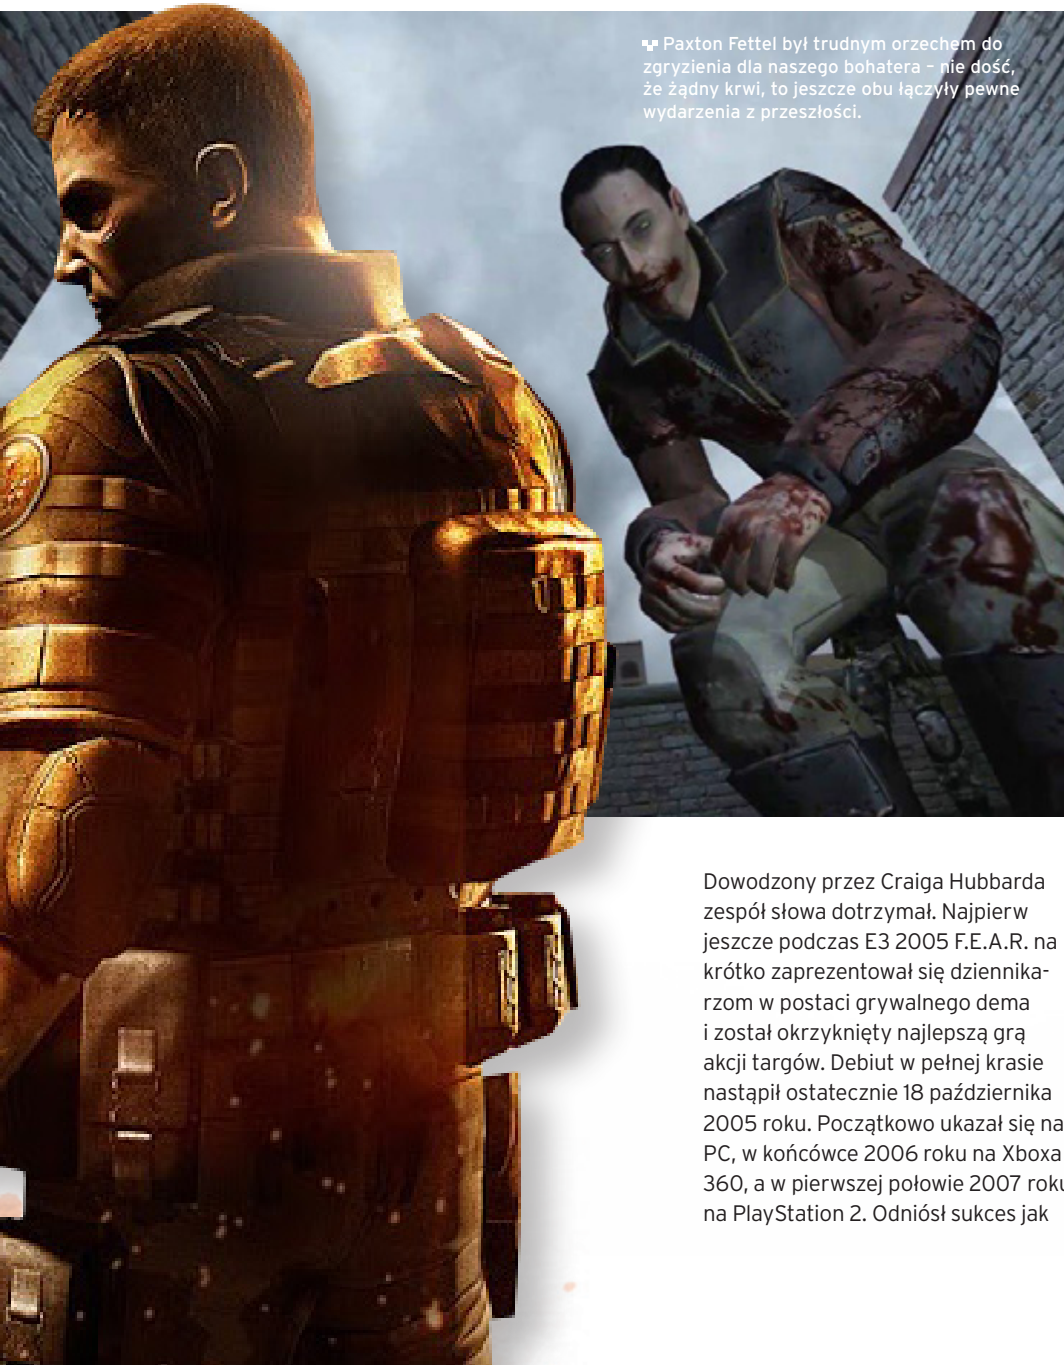 Paxton Fettel był trudnym orzechem do
zgryzienia dla naszego bohatera – nie dość,
że żądny krwi, to jeszcze obu łączyły pewne
wydarzenia z przeszłości.
Dowodzony przez Craiga Hubbarda
zespół słowa dotrzymał. Najpierw
jeszcze podczas E3 2005 F.E.A.R. na
krótko zaprezentował się dziennika-
rzom w postaci grywalnego dema
i został okrzyknięty najlepszą grą
akcji targów. Debiut w pełnej krasie
nastąpił ostatecznie 18 października
2005 roku. Początkowo ukazał się na
PC, w końcówce 2006 roku na Xboxa
360, a w pierwszej połowie 2007 roku
na PlayStation 2. Odniósł sukces jak